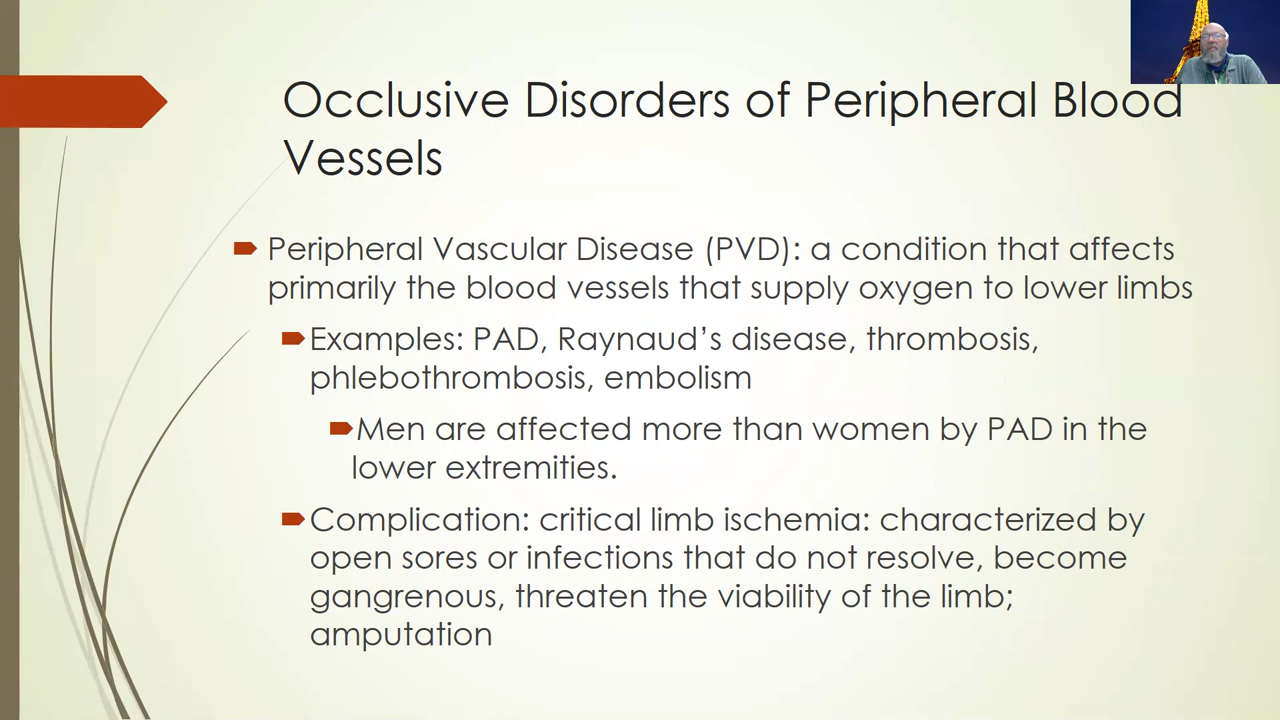 Occlusive Disorders of Peripheral Blood
Vessels
Peripheral Vascular Disease (PVD): a condition that affects
primarily the blood vessels that supply oxygen to lower limbs
Examples: PAD, Raynaud’s disease, thrombosis,
phlebothrombosis, embolism
Men are affected more than women by PAD in the
lower extremities.
Complication: critical limb ischemia: characterized by
open sores or infections that do not resolve, become
gangrenous, threaten the viability of the limb;
amputation